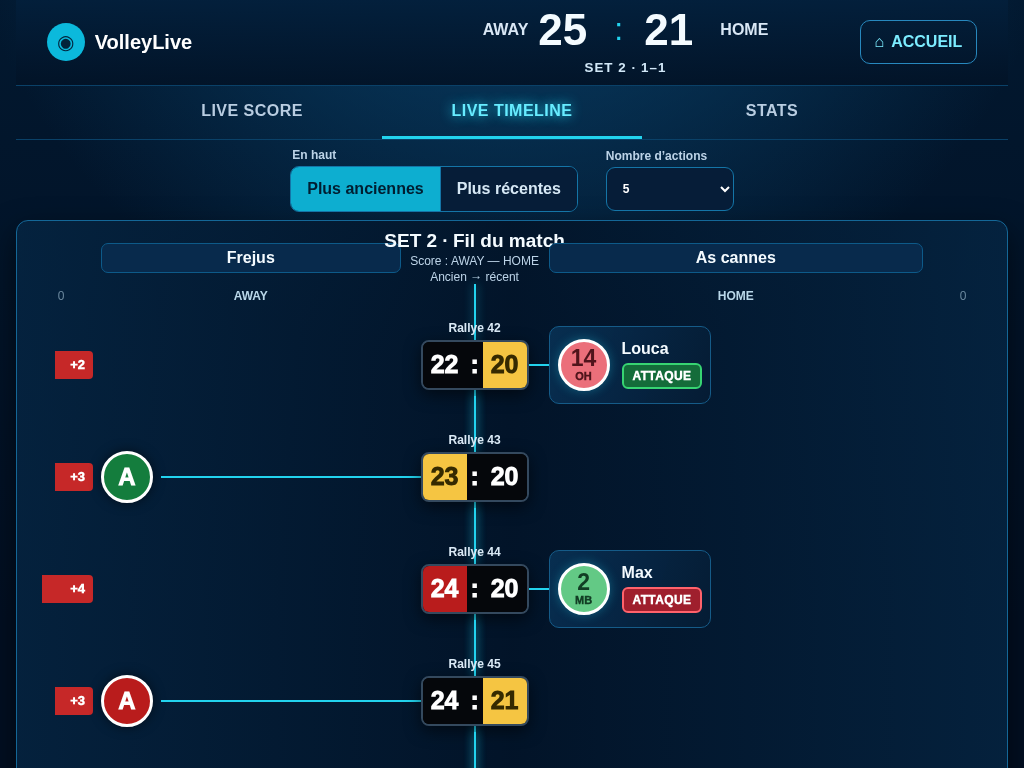 VolleyLive
AWAY 25 : 21 HOME
SET 2 · 1–1
⌂ ACCUEIL
LIVE SCORE
LIVE TIMELINE
STATS
En haut
Plus anciennes
Plus récentes
Nombre d'actions
5
SET 2 · Fil du match
Frejus
As cannes
Score : AWAY — HOME
Ancien → récent
0
AWAY
HOME
0
Rallye 42
+2
22 : 20
14
OH
Louca
ATTAQUE
Rallye 43
+3
A
23 : 20
Rallye 44
+4
24 : 20
2
MB
Max
ATTAQUE
Rallye 45
+3
A
24 : 21